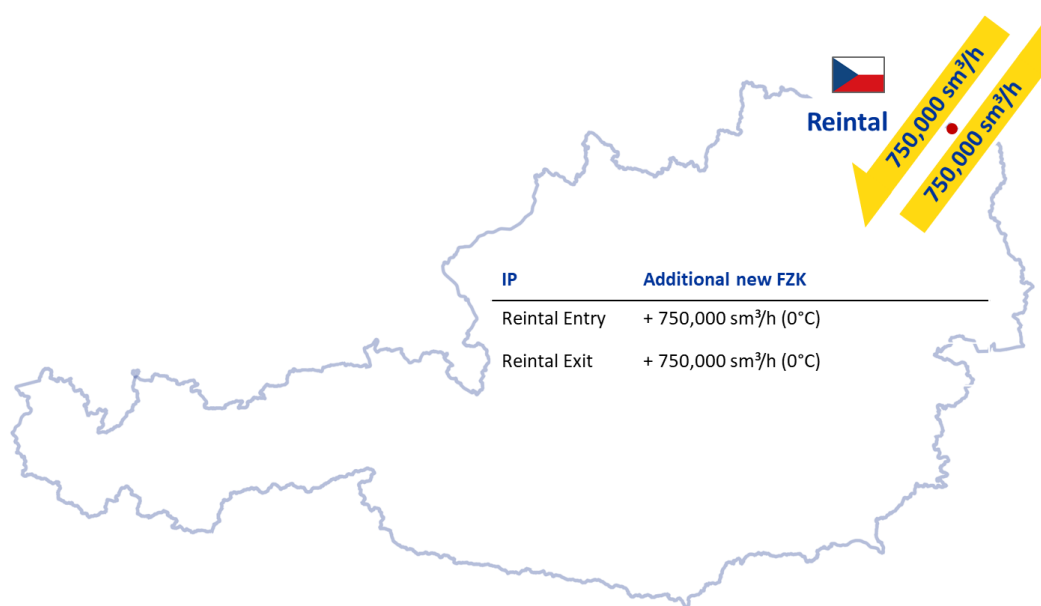 750,000 sm³/h
Reintal
750,000 sm³/h
IP Additional new FZK
Reintal Entry + 750,000 sm³/h (0°C)
Reintal Exit + 750,000 sm³/h (0°C)